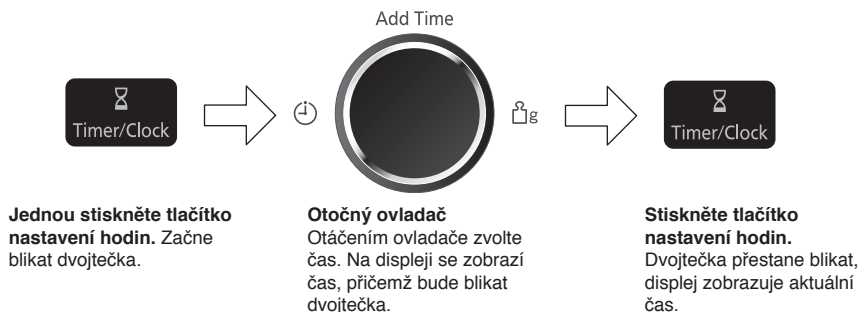 Add Time
Timer/Clock
g
Timer/Clock
Jednou stiskněte tlačítko
nastavení hodin. Začne
blikat dvojtečka.
Otočný ovladač
Otáčením ovladače zvolte
čas. Na displeji se zobrazí
čas, přičemž bude blikat
dvojtečka.
Stiskněte tlačítko
nastavení hodin.
Dvojtečka přestane blikat,
displej zobrazuje aktuální
čas.